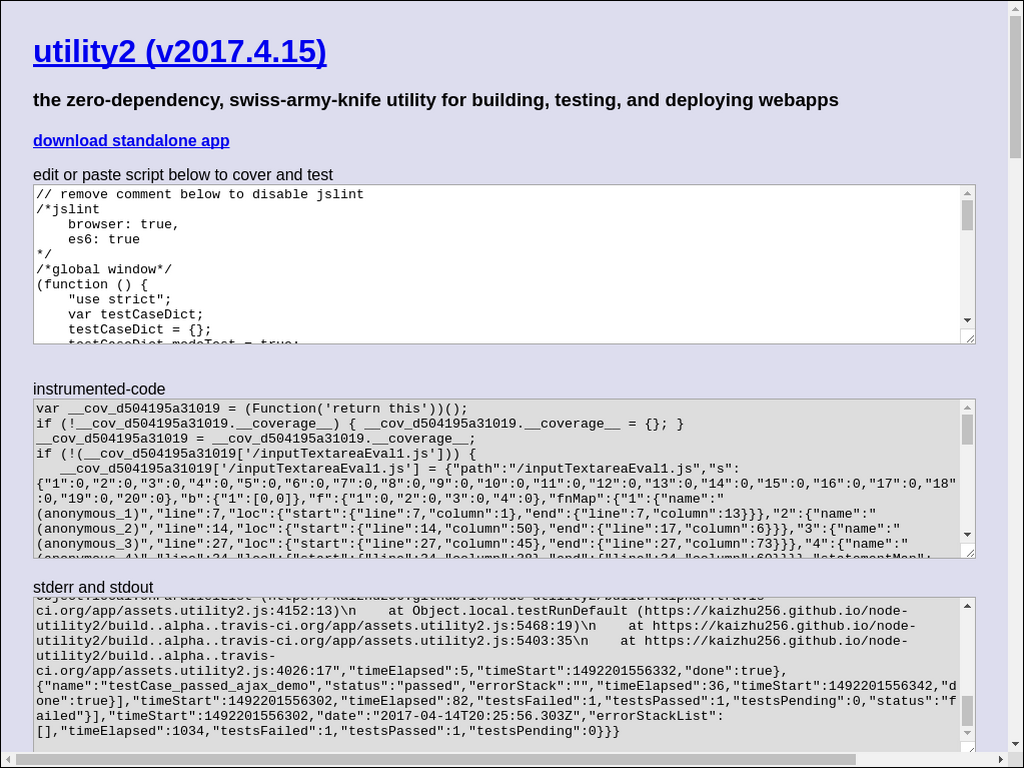 utility2 (v2017.4.15)
the zero-dependency, swiss-army-knife utility for building, testing, and deploying webapps
download standalone app
edit or paste script below to cover and test
// remove comment below to disable jslint
/*jslint
    browser: true,
    es6: true
*/
/*global window*/
(function () {
    "use strict";
    var testCaseDict;
    testCaseDict = {};
    testCaseDict.modeTest = true;
instrumented-code
var __cov_d504195a31019 = (Function('return this'))();
if (!__cov_d504195a31019.__coverage__) { __cov_d504195a31019.__coverage__ = {}; }
__cov_d504195a31019 = __cov_d504195a31019.__coverage__;
if (!(__cov_d504195a31019['/inputTextareaEval1.js'])) {
   __cov_d504195a31019['/inputTextareaEval1.js'] = {"path":"/inputTextareaEval1.js","s":
{"1":0,"2":0,"3":0,"4":0,"5":0,"6":0,"7":0,"8":0,"9":0,"10":0,"11":0,"12":0,"13":0,"14":0,"15":0,"16":0,"17":0,"18"
:0,"19":0,"20":0},"b":{"1":[0,0]},"f":{"1":0,"2":0,"3":0,"4":0},"fnMap":{"1":{"name":"
(anonymous_1)","line":7,"loc":{"start":{"line":7,"column":1},"end":{"line":7,"column":13}}},"2":{"name":"
(anonymous_2)","line":14,"loc":{"start":{"line":14,"column":50},"end":{"line":17,"column":6}}},"3":{"name":"
(anonymous_3)","line":27,"loc":{"start":{"line":27,"column":45},"end":{"line":27,"column":73}}},"4":{"name":"
stderr and stdout
ci.org/app/assets.utility2.js:4152:13)\n    at Object.local.testRunDefault (https://kaizhu256.github.io/node-
utility2/build..alpha..travis-ci.org/app/assets.utility2.js:5468:19)\n    at https://kaizhu256.github.io/node-
utility2/build..alpha..travis-ci.org/app/assets.utility2.js:5403:35\n    at https://kaizhu256.github.io/node-
utility2/build..alpha..travis-
ci.org/app/assets.utility2.js:4026:17","timeElapsed":5,"timeStart":1492201556332,"done":true},
{"name":"testCase_passed_ajax_demo","status":"passed","errorStack":"","timeElapsed":36,"timeStart":1492201556342,"d
one":true}],"timeStart":1492201556302,"timeElapsed":82,"testsFailed":1,"testsPassed":1,"testsPending":0,"status":"f
ailed"}],"timeStart":1492201556302,"date":"2017-04-14T20:25:56.303Z","errorStackList":
[],"timeElapsed":1034,"testsFailed":1,"testsPassed":1,"testsPending":0}}}